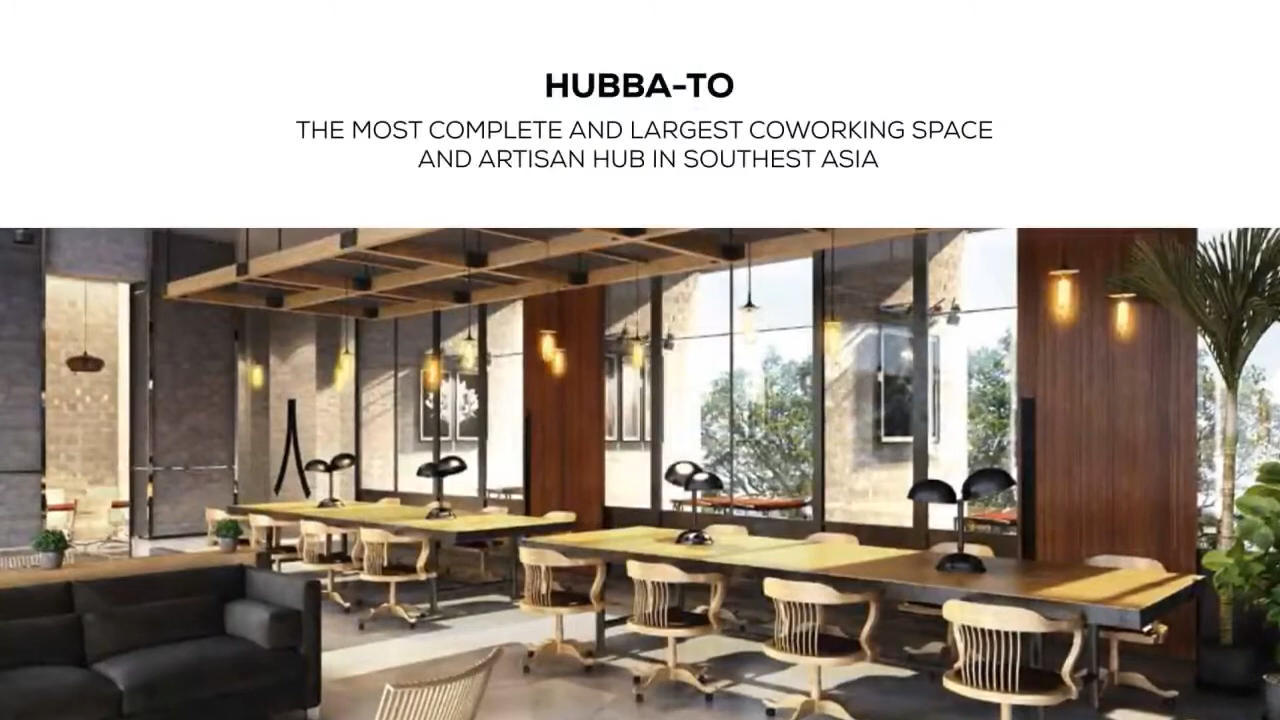 HUBBA-TO
THE MOST COMPLETE AND LARGEST COWORKING SPACE
AND ARTISAN HUB IN SOUTHEST ASIA